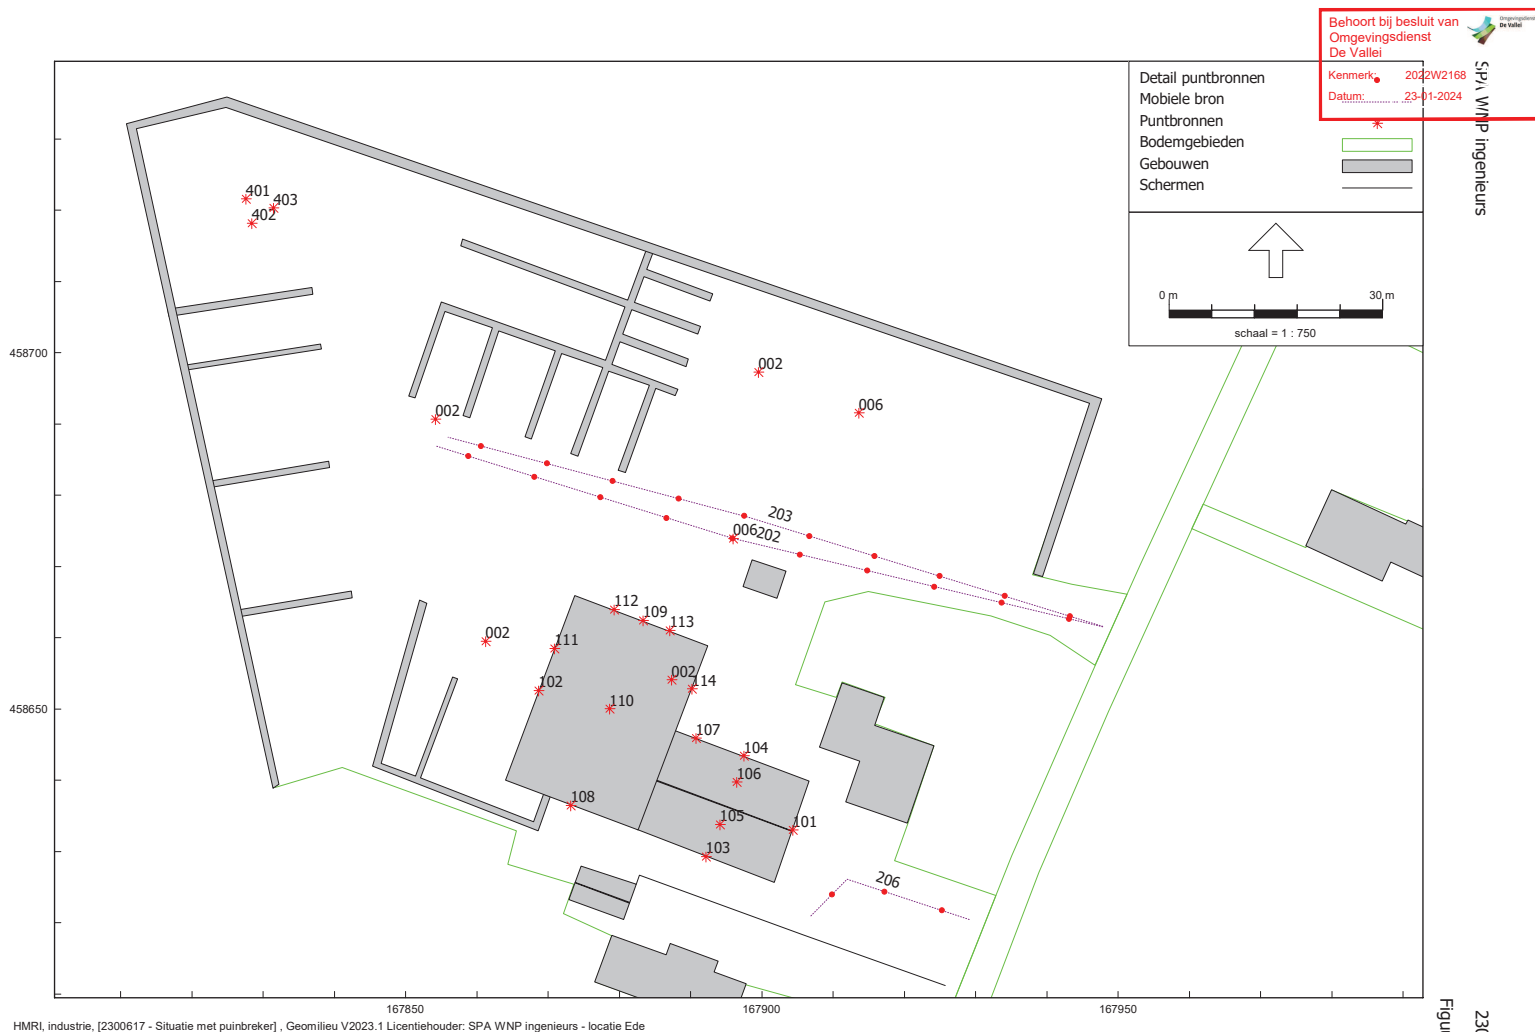 Behoort bij besluit van
Omgevingsdienst
De Vallei
Kenmerk: 2022W2168
Datum: 23-01-2024
Omgevingsdienst
De Vallei
SPA WNP ingenieurs
Detail puntbronnen
Mobiele bron
Puntbronnen
Bodemgebieden
Gebouwen
Schermen
0 m 30 m
schaal = 1 : 750
401
403
402
002
006
002
203
006
202
112
109
113
002
111
002
114
102
110
107
104
106
108
105
101
103
206
458700
458650
167850 167900 167950
HMRI, industrie, [2300617 - Situatie met puinbreker] , Geomilieu V2023.1 Licentiehouder: SPA WNP ingenieurs - locatie Ede